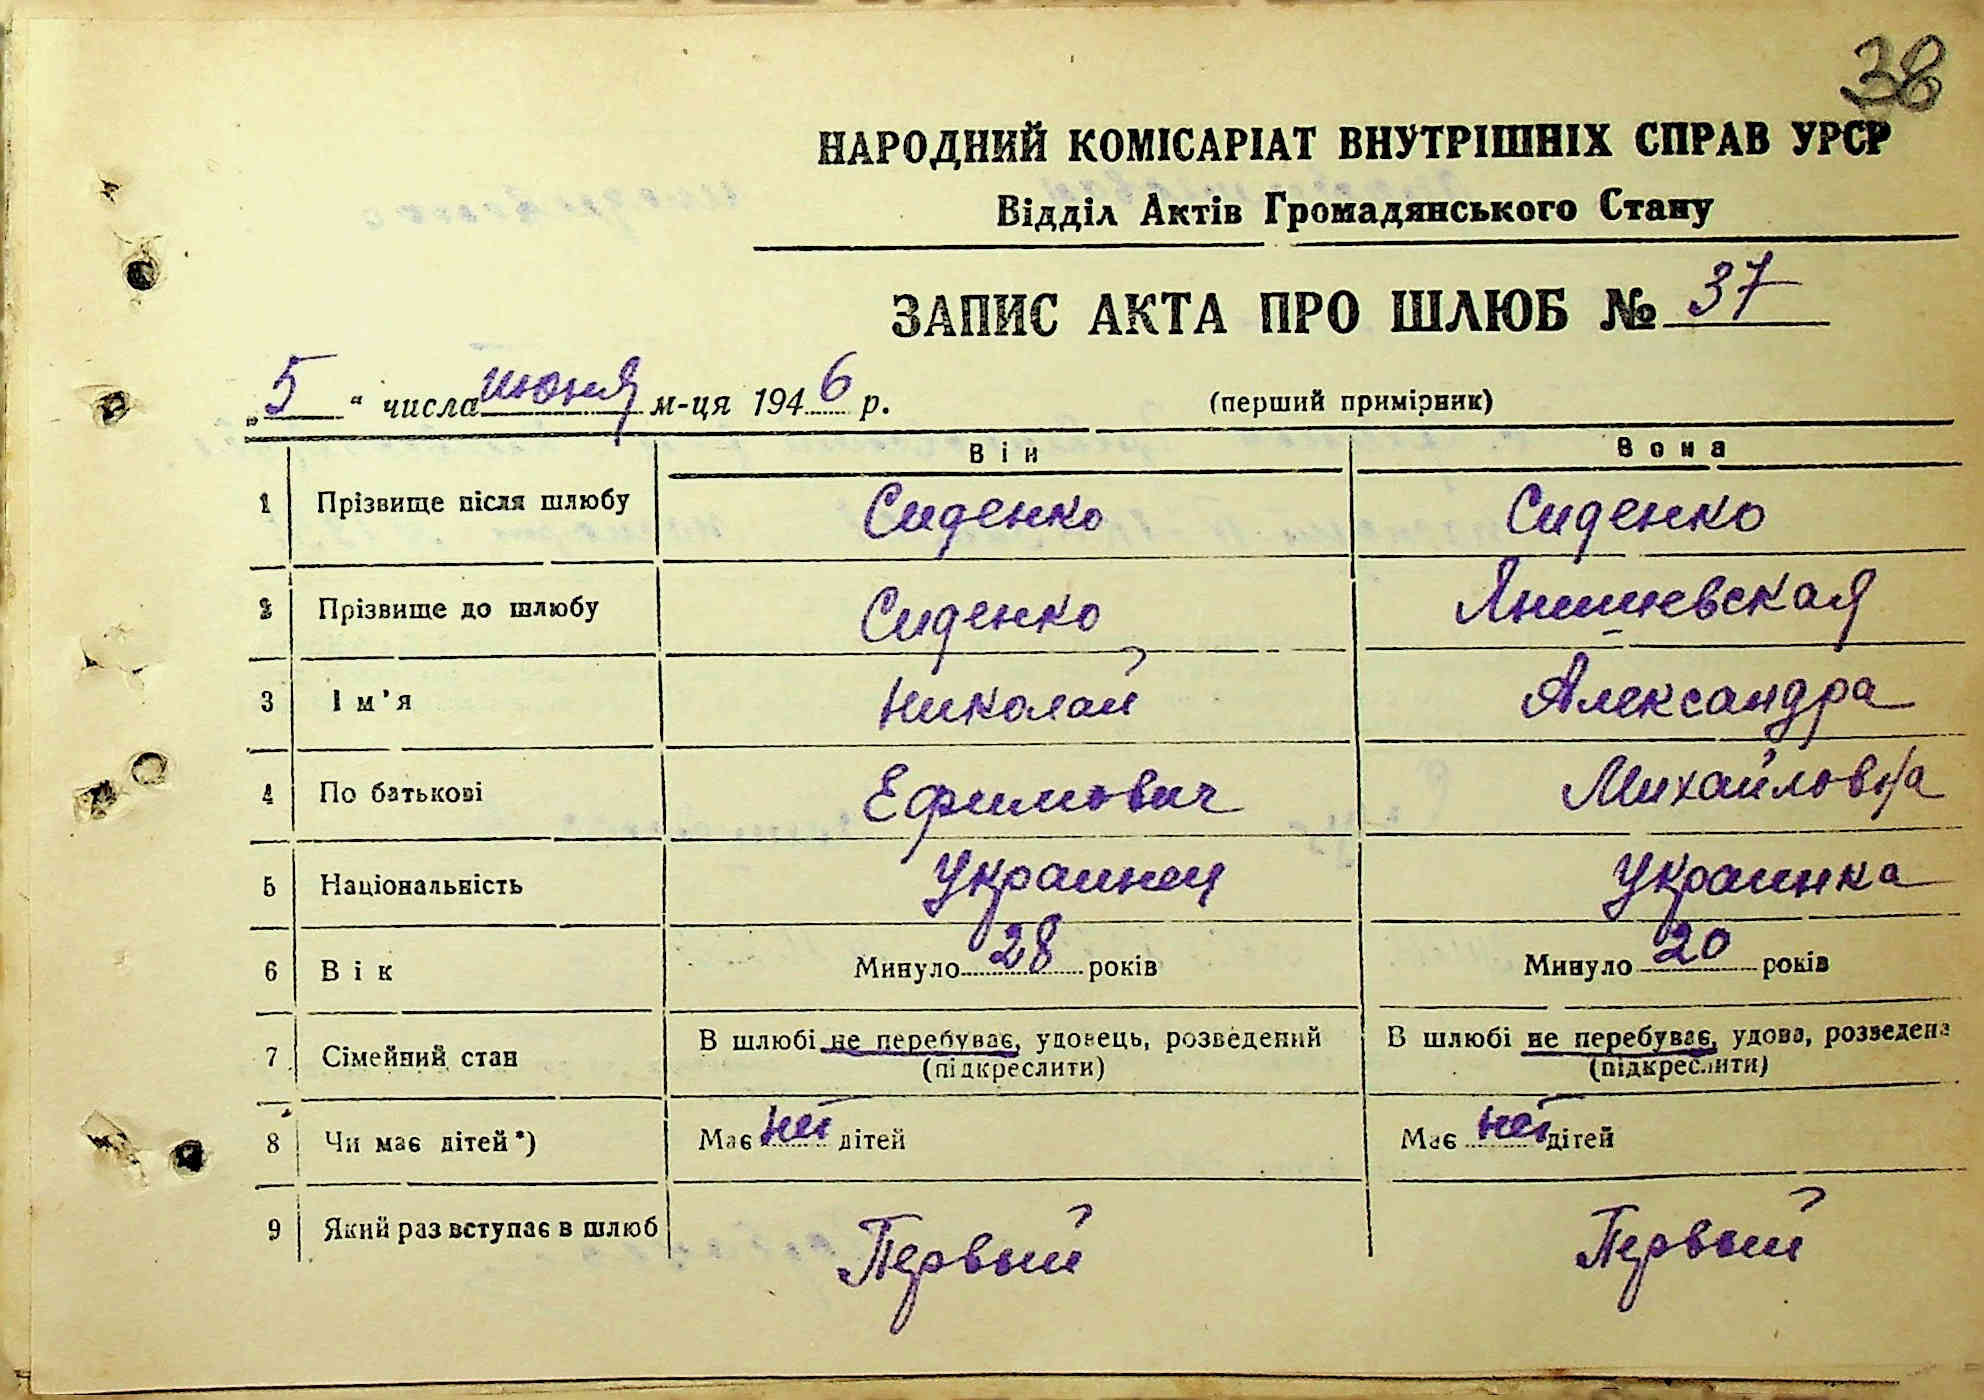 38
НАРОДНИЙ КОМІСАРІАТ ВНУТРІШНІХ СПРАВ УРСР
Відділ Актів Громадянського Стану
ЗАПИС АКТА ПРО ШЛЮБ № 37
„5“ числа июня м-ця 1946 р. (перший примірник)
Він Вона
1 Прізвище після шлюбу Сиденко Сиденко
2 Прізвище до шлюбу Сиденко Янишевская
3 Ім’я Николай Александра
4 По батькові Ефимович Михайловна
5 Національність Украинец Украинка
6 Вік Минуло 28 років Минуло 20 років
7 Сімейний стан В шлюбі не перебуває, удовець, розведений В шлюбі не перебуває, удова, розведена
(підкреслити) (підкреслити)
8 Чи має дітей*) Має нет дітей Має нет дітей
9 Який раз вступає в шлюб Первый Первый